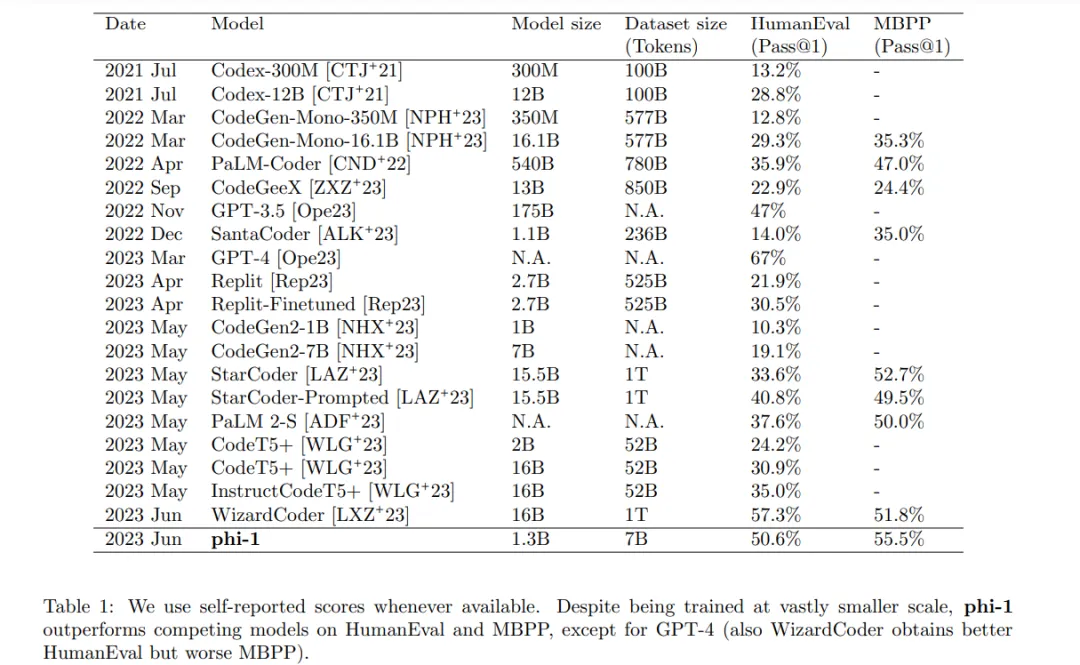 Date Model Model size Dataset size HumanEval MBPP
(Tokens) (Pass@1) (Pass@1)
2021 Jul Codex-300M [CTJ+21] 300M 100B 13.2% -
2021 Jul Codex-12B [CTJ+21] 12B 100B 28.8% -
2022 Mar CodeGen-Mono-350M [NPH+23] 350M 577B 12.8% -
2022 Mar CodeGen-Mono-16.1B [NPH+23] 16.1B 577B 29.3% 35.3%
2022 Apr PaLM-Coder [CND+22] 540B 780B 35.9% 47.0%
2022 Sep CodeGeeX [ZXZ+23] 13B 850B 22.9% 24.4%
2022 Nov GPT-3.5 [Ope23] 175B N.A. 47% -
2022 Dec SantaCoder [ALK+23] 1.1B 236B 14.0% 35.0%
2023 Mar GPT-4 [Ope23] N.A. N.A. 67% -
2023 Apr Replit [Rep23] 2.7B 525B 21.9% -
2023 Apr Replit-Finetuned [Rep23] 2.7B 525B 30.5% -
2023 May CodeGen2-1B [NHX+23] 1B N.A. 10.3% -
2023 May CodeGen2-7B [NHX+23] 7B N.A. 19.1% -
2023 May StarCoder [LAZ+23] 15.5B 1T 33.6% 52.7%
2023 May StarCoder-Prompted [LAZ+23] 15.5B 1T 40.8% 49.5%
2023 May PaLM 2-S [ADF+23] N.A. N.A. 37.6% 50.0%
2023 May CodeT5+ [WLG+23] 2B 52B 24.2% -
2023 May CodeT5+ [WLG+23] 16B 52B 30.9% -
2023 May InstructCodeT5+ [WLG+23] 16B 52B 35.0% -
2023 Jun WizardCoder [LXZ+23] 16B 1T 57.3% 51.8%
2023 Jun phi-1 1.3B 7B 50.6% 55.5%
Table 1: We use self-reported scores whenever available. Despite being trained at vastly smaller scale, phi-1
outperforms competing models on HumanEval and MBPP, except for GPT-4 (also WizardCoder obtains better
HumanEval but worse MBPP).